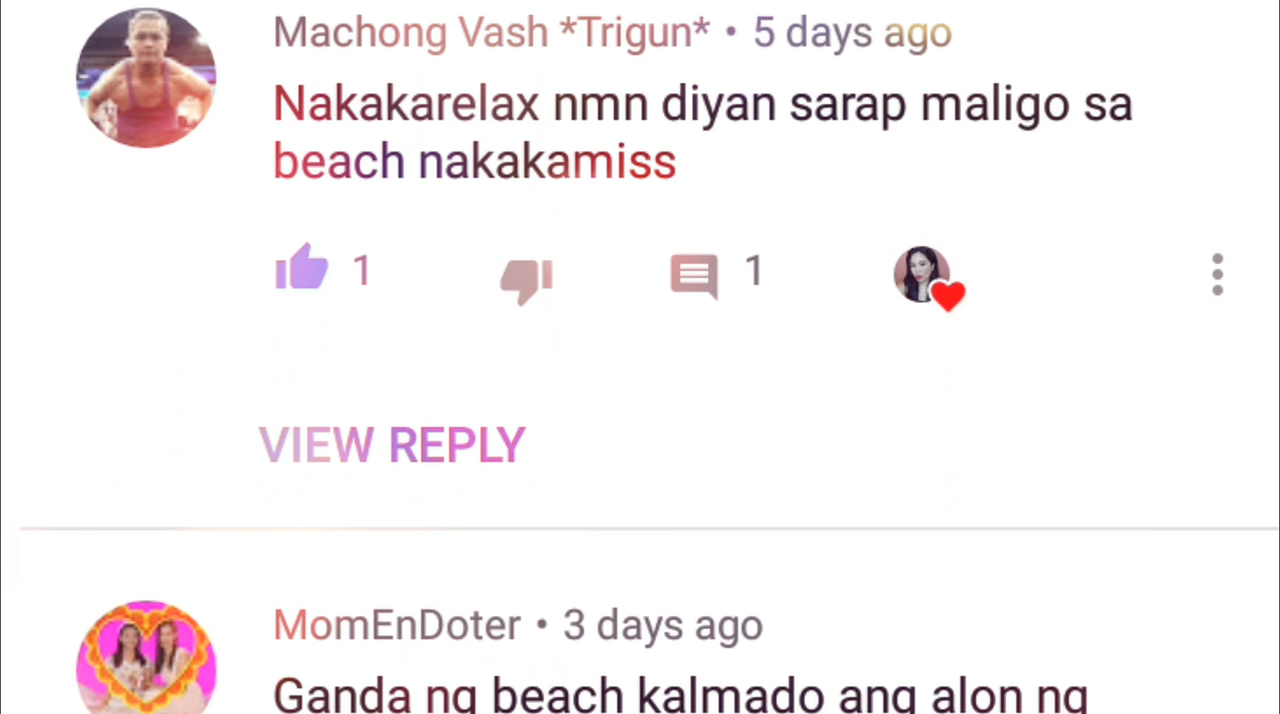 Machong Vash *Trigun* • 5 days ago
Nakakarelax nmn diyan sarap maligo sa
beach nakakamiss
1 1
VIEW REPLY
MomEnDoter • 3 days ago
Ganda ng beach kalmado ang alon ng